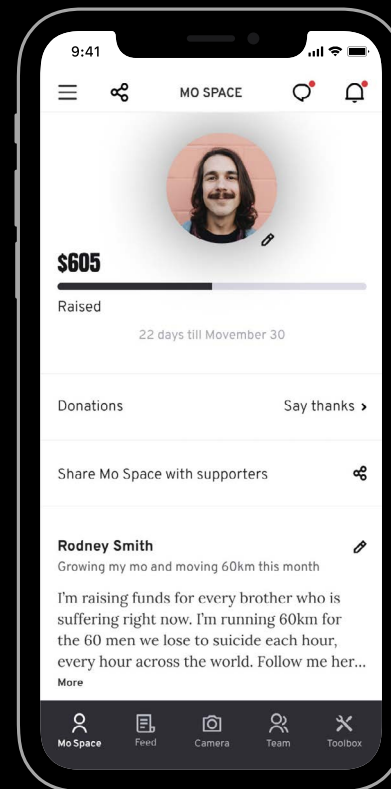 9:41
MO SPACE
$605
Raised
22 days till Movember 30
Donations
Say thanks
Share Mo Space with supporters
Rodney Smith
Growing my mo and moving 60km this month
I'm raising funds for every brother who is
suffering right now. I'm running 60km for
the 60 men we lose to suicide each hour,
every hour across the world. Follow me her...
More
Mo Space
Feed
Camera
Team
Toolbox